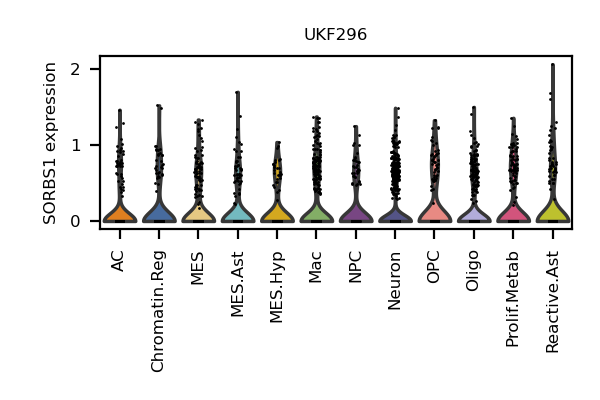 UKF296
SORBS1 expression
2
1
0
AC
Chromatin.Reg
MES
MES.Ast
MES.Hyp
Mac
NPC
Neuron
OPC
Oligo
Prolif.Metab
Reactive.Ast